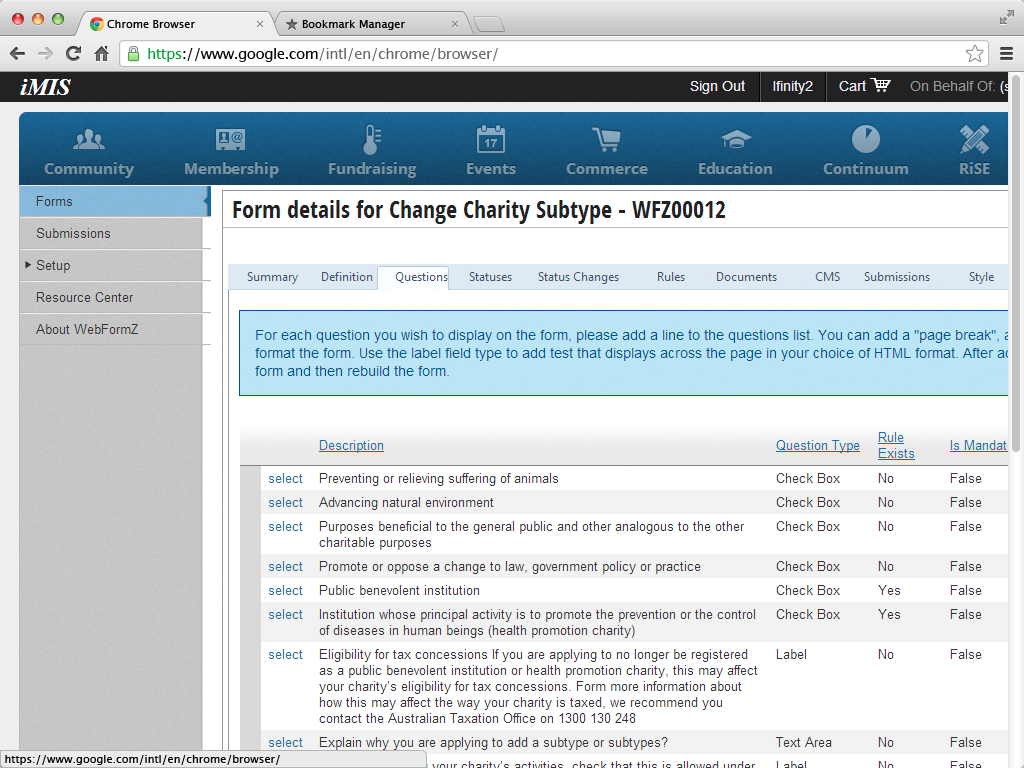 Chrome Browser
Bookmark Manager
https://www.google.com/intl/en/chrome/browser/
iMIS
Sign Out
Ifinity2
Cart
On Behalf Of: (s
17
Community
Membership
Fundraising
Events
Commerce
Education
Continuum
RiSE
Forms
Submissions
Setup
Resource Center
About WebFormZ
Form details for Change Charity Subtype - WFZ00012
Summary Definition Questions Statuses Status Changes Rules Documents CMS Submissions Style
For each question you wish to display on the form, please add a line to the questions list. You can add a "page break", a
format the form. Use the label field type to add test that displays across the page in your choice of HTML format. After ad
form and then rebuild the form.
Description Question Type Rule Exists Is Mandat
select Preventing or relieving suffering of animals Check Box No False
select Advancing natural environment Check Box No False
select Purposes beneficial to the general public and other analogous to the other Check Box No False
charitable purposes
select Promote or oppose a change to law, government policy or practice Check Box No False
select Public benevolent institution Check Box Yes False
select Institution whose principal activity is to promote the prevention or the control Check Box Yes False
of diseases in human beings (health promotion charity)
select Eligibility for tax concessions If you are applying to no longer be registered Label No False
as a public benevolent institution or health promotion charity, this may affect
your charity's eligibility for tax concessions. Form more information about
how this may affect the way your charity is taxed, we recommend you
contact the Australian Taxation Office on 1300 130 248
select Explain why you are applying to add a subtype or subtypes? Text Area No False
your charity's activities, check that this is allowed under Label No False
https://www.google.com/intl/en/chrome/browser/